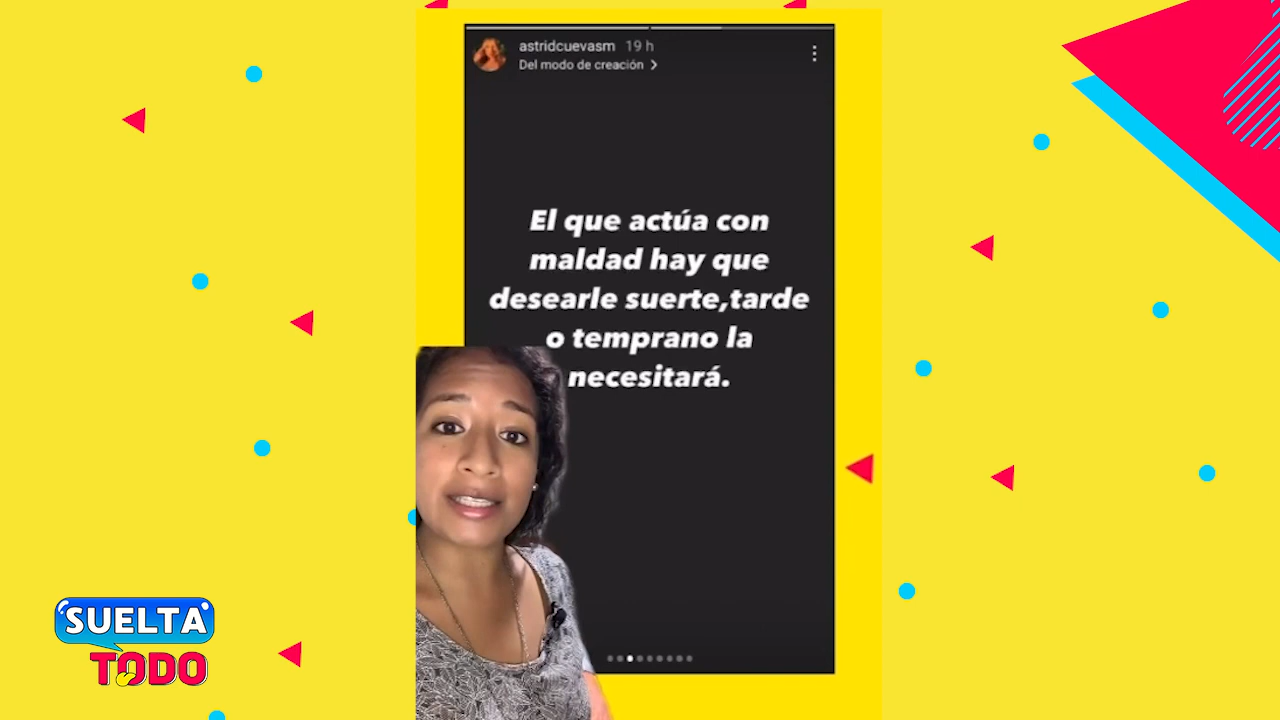 astridcuevasm 19 h
Del modo de creación >
El que actúa con
maldad hay que
desearle suerte,tarde
o temprano la
necesitará.
SUELTA
TODO